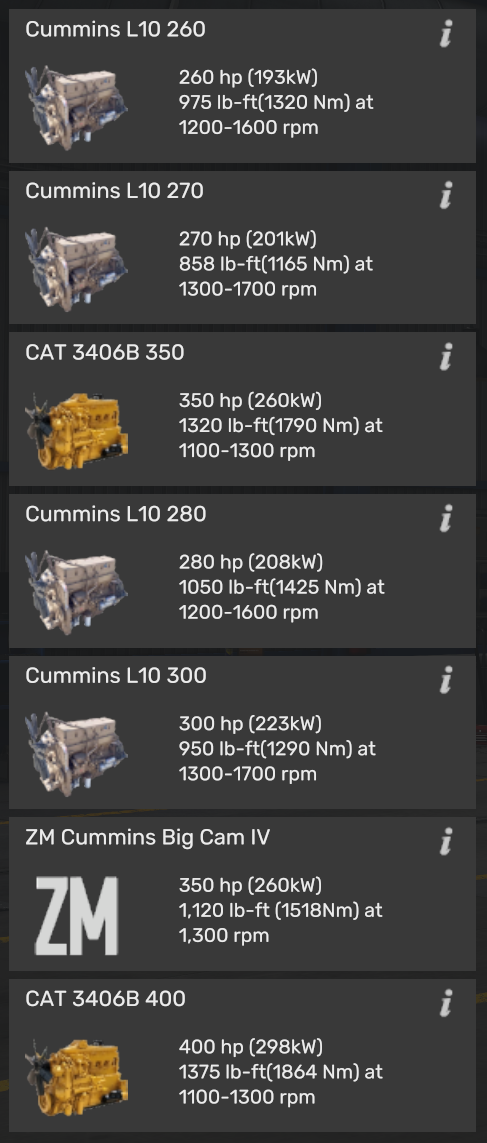 Cummins L10 260
260 hp (193kW)
975 lb-ft(1320 Nm) at
1200-1600 rpm
Cummins L10 270
270 hp (201kW)
858 lb-ft(1165 Nm) at
1300-1700 rpm
CAT 3406B 350
350 hp (260kW)
1320 lb-ft(1790 Nm) at
1100-1300 rpm
Cummins L10 280
280 hp (208kW)
1050 lb-ft(1425 Nm) at
1200-1600 rpm
Cummins L10 300
300 hp (223kW)
950 lb-ft(1290 Nm) at
1300-1700 rpm
ZM Cummins Big Cam IV
ZM
350 hp (260kW)
1,120 lb-ft (1518Nm) at
1,300 rpm
CAT 3406B 400
400 hp (298kW)
1375 lb-ft(1864 Nm) at
1100-1300 rpm